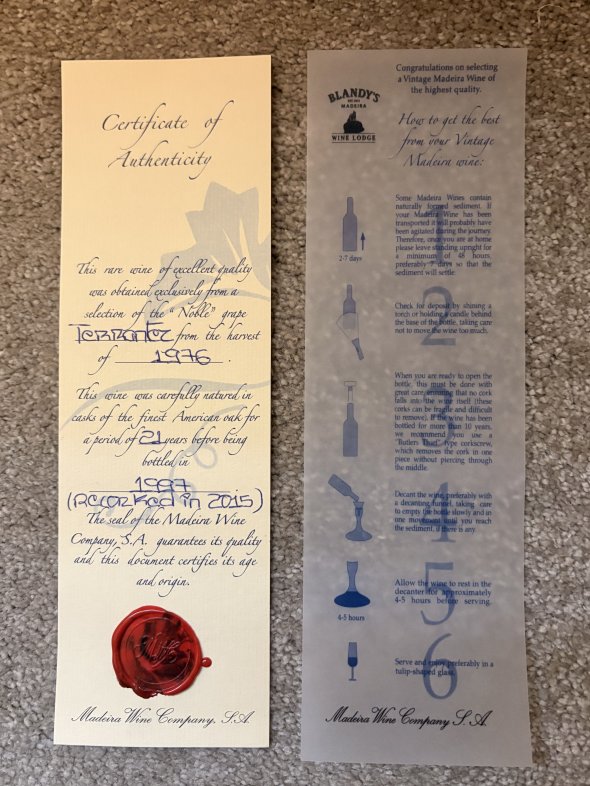 Certificate of
Authenticity
This rare wine of excellent quality
was obtained exclusively from a
selection of the "Noble" grape
Terrantez from the harvest
of 1976.
This wine was carefully natured in
casks of the finest American oak for
a period of 21 years before being
bottled in
1997
(Recorked in 2015)
The seal of the Madeira Wine
Company, S.A. guarantees its quality
and this document certifies its age
and origin.
Madeira Wine Company. S.A.
BLANDY'S
MADEIRA
WINE LODGE
Congratulations on selecting
a Vintage Madeira Wine of
the highest quality.
How to get the best
from your Vintage
Madeira wine:
2-7 days
1
Some Madeira Wines contain
naturally formed sediment. If
your Madeira Wine has been
transported it will probably have
been agitated during the journey.
Therefore, once you are at home
please leave standing upright for
a minimum of 48 hours,
preferably 7 days so that the
sediment will settle.
2
Check for deposit by shining a
torch or holding a candle behind
the base of the bottle, taking care
not to move the wine too much.
3
When you are ready to open the
bottle, this must be done with
great care, ensuring that no cork
falls into the wine itself (these
corks can be fragile and difficult
to remove). If the wine has been
bottled for more than 10 years,
we recommend you use a
"Butlers Thief" type corkscrew,
which removes the cork in one
piece without piercing through
the middle.
4
Decant the wine, preferably with
a decanting funnel, taking care
to empty the bottle slowly and in
one movement until you reach
the sediment, if there is any.
5
4-5 hours
Allow the wine to rest in the
decanter for approximately
4-5 hours before serving.
6
Serve and enjoy preferably in a
tulip-shaped glass.
Madeira Wine Company S.A.